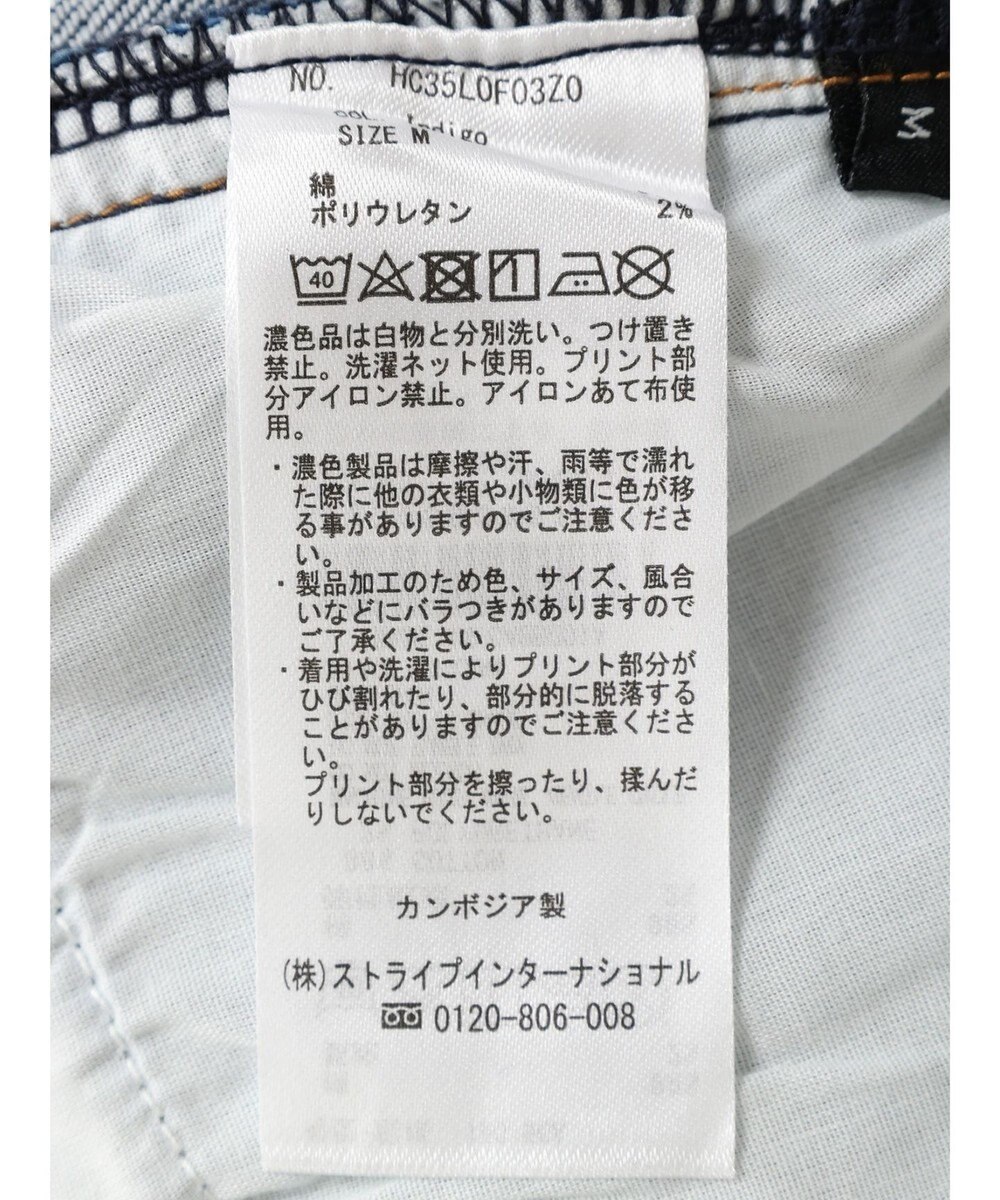 NO. HC35L0F03Z0
Indigo
SIZE M
M
綿
ポリウレタン 2%
40
濃色品は白物と分別洗い。つけ置き
禁止。洗濯ネット使用。プリント部
分アイロン禁止。アイロンあて布使
用。
・濃色製品は摩擦や汗、雨等で濡れ
た際に他の衣類や小物類に色が移
る事がありますのでご注意くださ
い。
・製品加工のため色、サイズ、風合
いなどにバラつきがありますので
ご了承ください。
・着用や洗濯によりプリント部分が
ひび割れたり、部分的に脱落する
ことがありますのでご注意くださ
い。
プリント部分を擦ったり、揉んだ
りしないでください。
カンボジア製
(株)ストライプインターナショナル
0120-806-008